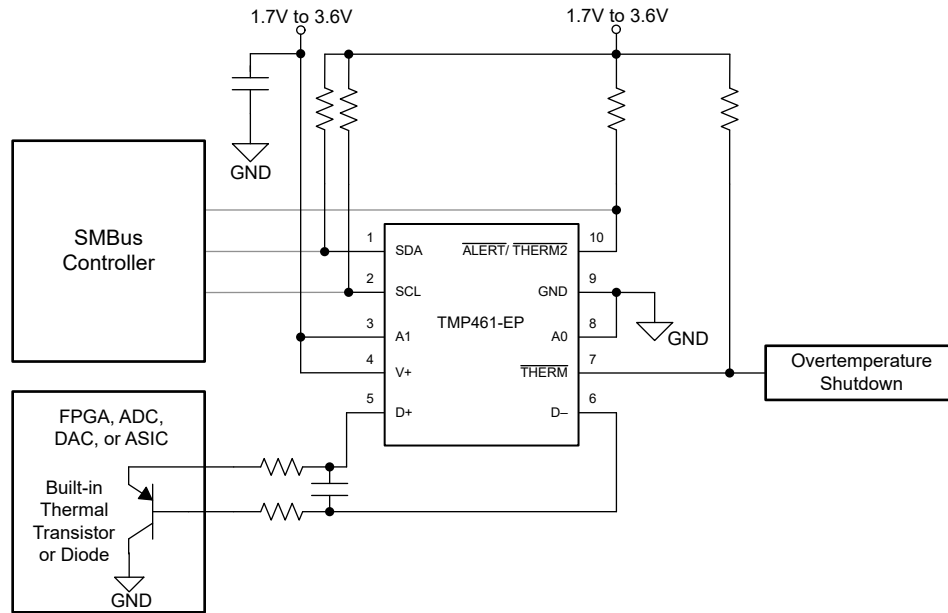 1.7V to 3.6V
1.7V to 3.6V
GND
SMBus
Controller
1
SDA
ALERT/ THERM2
10
2
SCL
GND
9
TMP461-EP
3
A1
A0
8
GND
4
V+
THERM
7
5
D+
D–
6
Overtemperature
Shutdown
FPGA, ADC,
DAC, or ASIC
Built-in
Thermal
Transistor
or Diode
GND